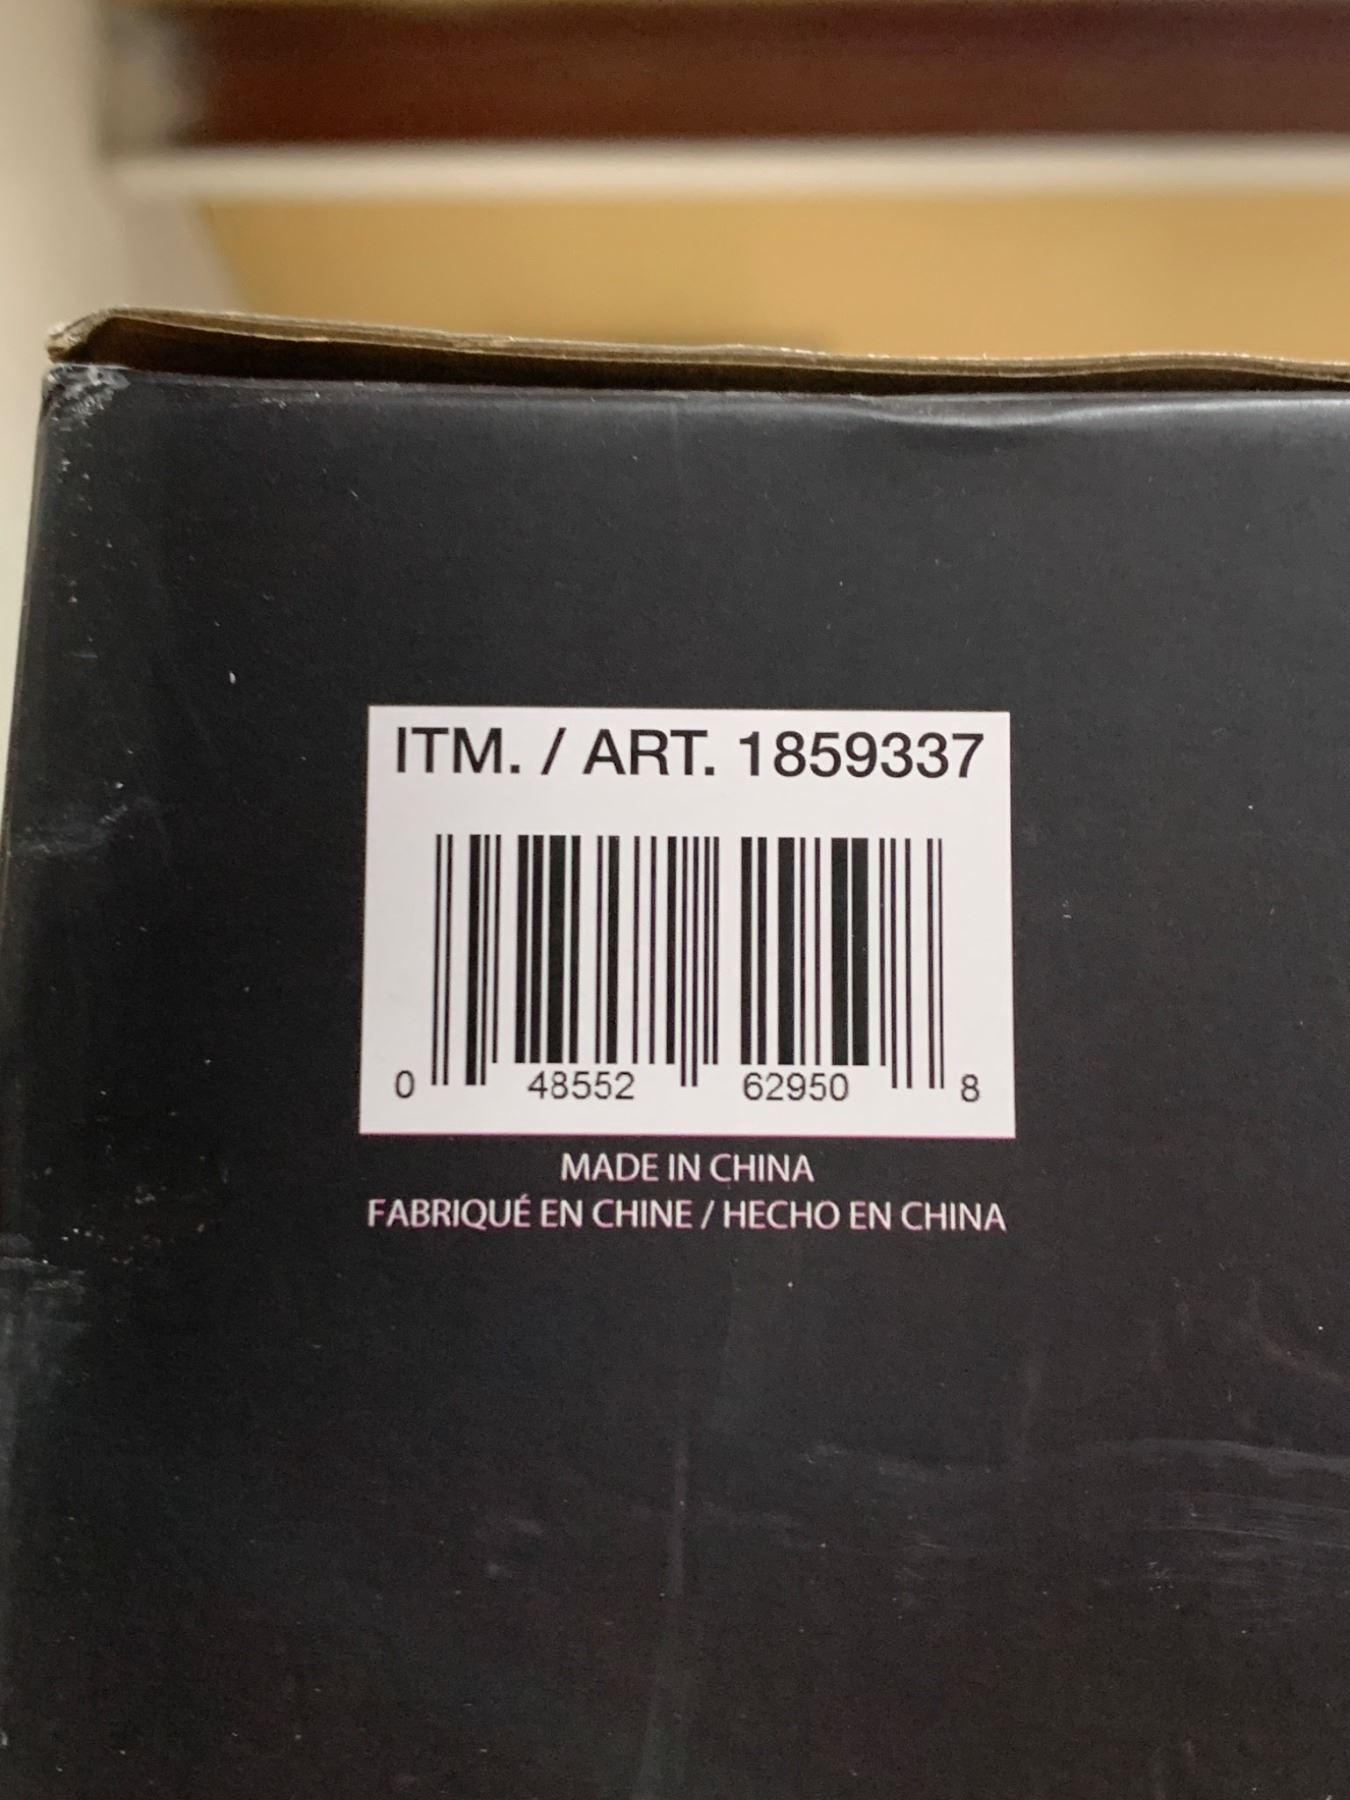 ITM. / ART. 1859337
0 48552 62950 8
MADE IN CHINA
FABRIQUÉ EN CHINE / HECHO EN CHINA